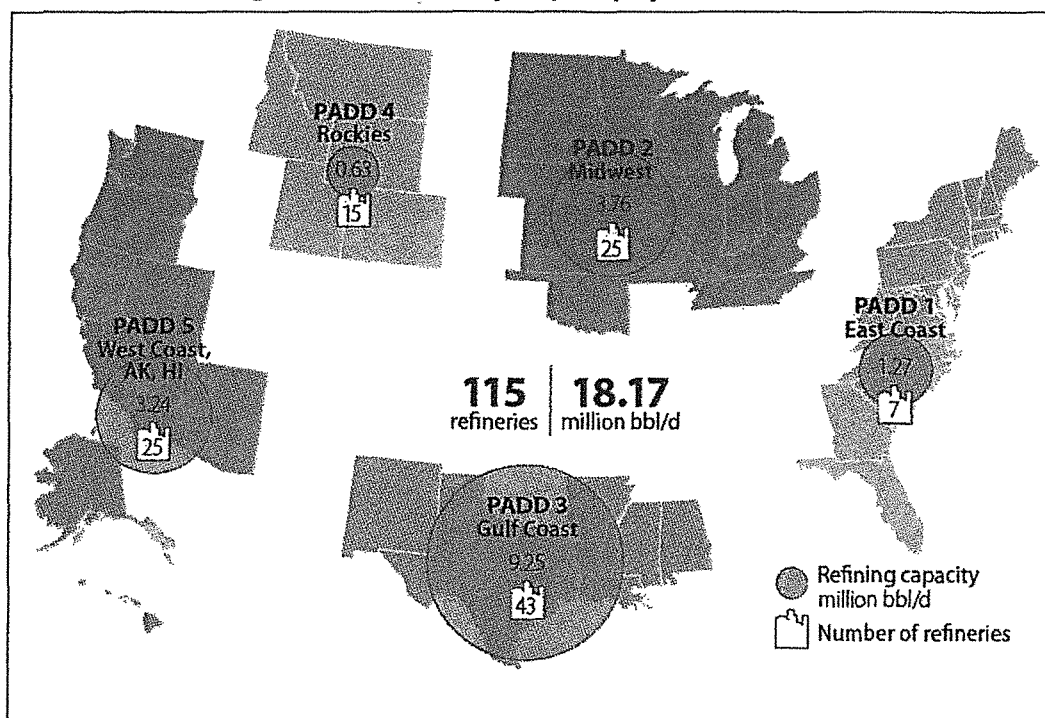 PADD 4
Rockies
0.63
15
PADD 2
Midwest
3.76
25
PADD 1
East Coast
1.27
7
PADD 5
West Coast,
AK, HI
3.24
25
115
refineries
18.17
million bbl/d
PADD 3
Gulf Coast
9.25
43
Refining capacity
million bbl/d
Number of refineries